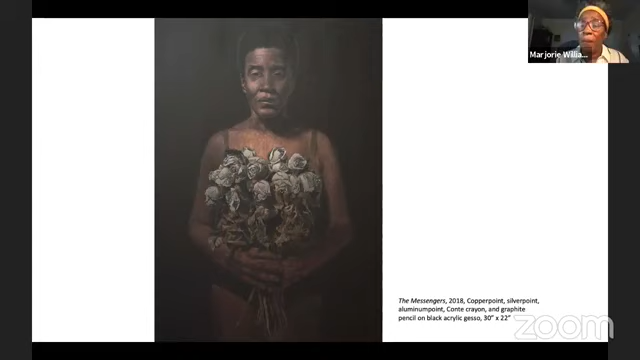 Marjorie Willia...
The Messengers, 2018, Copperpoint, silverpoint,
aluminumpoint, Conte crayon, and graphite
pencil on black acrylic gesso, 30” x 22”
zoom